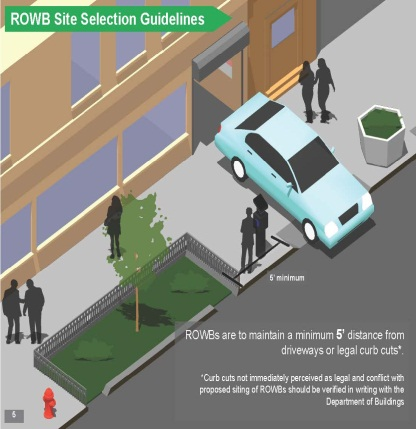 ROWB Site Selection Guidelines
5' minimum
ROWBs are to maintain a minimum 5' distance from
driveways or legal curb cuts*.
*Curb cuts not immediately perceived as legal and conflict with
proposed siting of ROWBs should be verified in writing with the
Department of Buildings
5